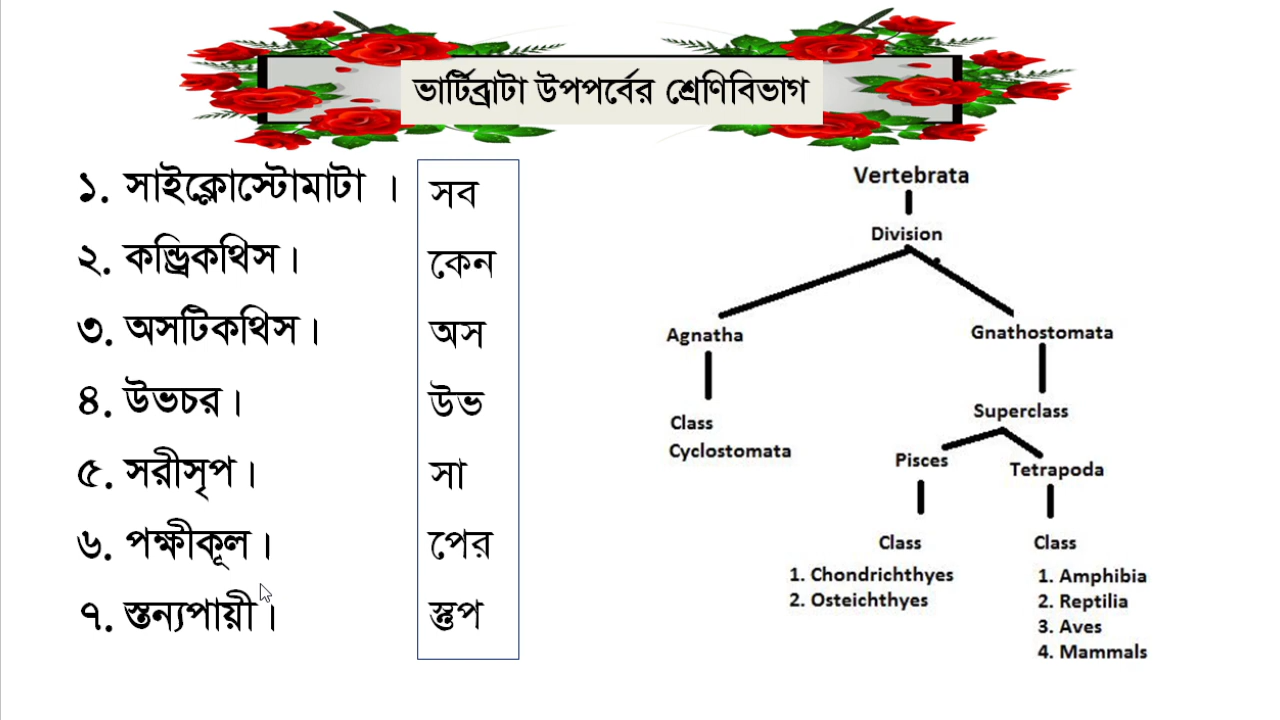 ভার্টিব্রাটা উপপর্বের শ্রেণিবিভাগ
১. সাইক্লোস্টোমাটা ।
২. কন্ড্রিকথিস।
৩. অসটিকথিস।
৪. উভচর।
৫. সরীসৃপ।
৬. পক্ষীকূল।
৭. স্তন্যপায়ী।
সব
কেন
অস
উভ
সা
পের
স্তুপ
Vertebrata
Division
Agnatha
Gnathostomata
Class
Cyclostomata
Superclass
Pisces
Tetrapoda
Class
1. Chondrichthyes
2. Osteichthyes
Class
1. Amphibia
2. Reptilia
3. Aves
4. Mammals